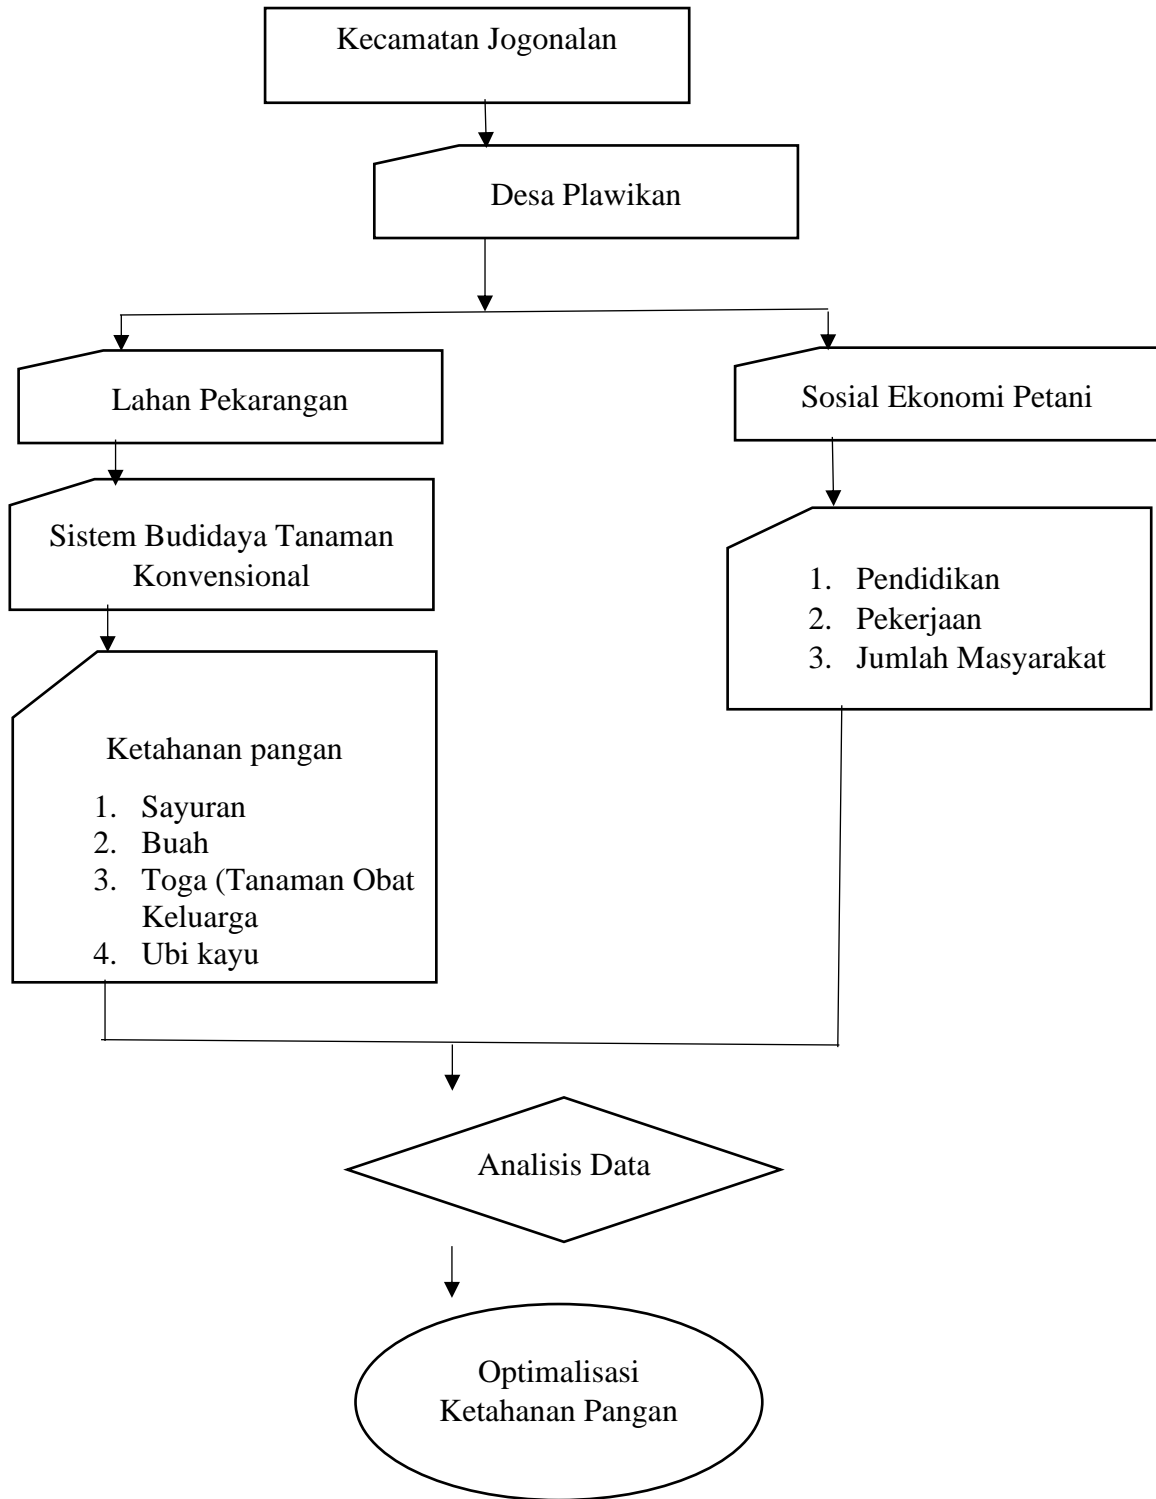 Kecamatan Jogonalan
Desa Plawikan
Lahan Pekarangan
Sosial Ekonomi Petani
Sistem Budidaya Tanaman
Konvensional
1. Pendidikan
2. Pekerjaan
3. Jumlah Masyarakat
Ketahanan pangan
1. Sayuran
2. Buah
3. Toga (Tanaman Obat
Keluarga
4. Ubi kayu
Analisis Data
Optimalisasi
Ketahanan Pangan